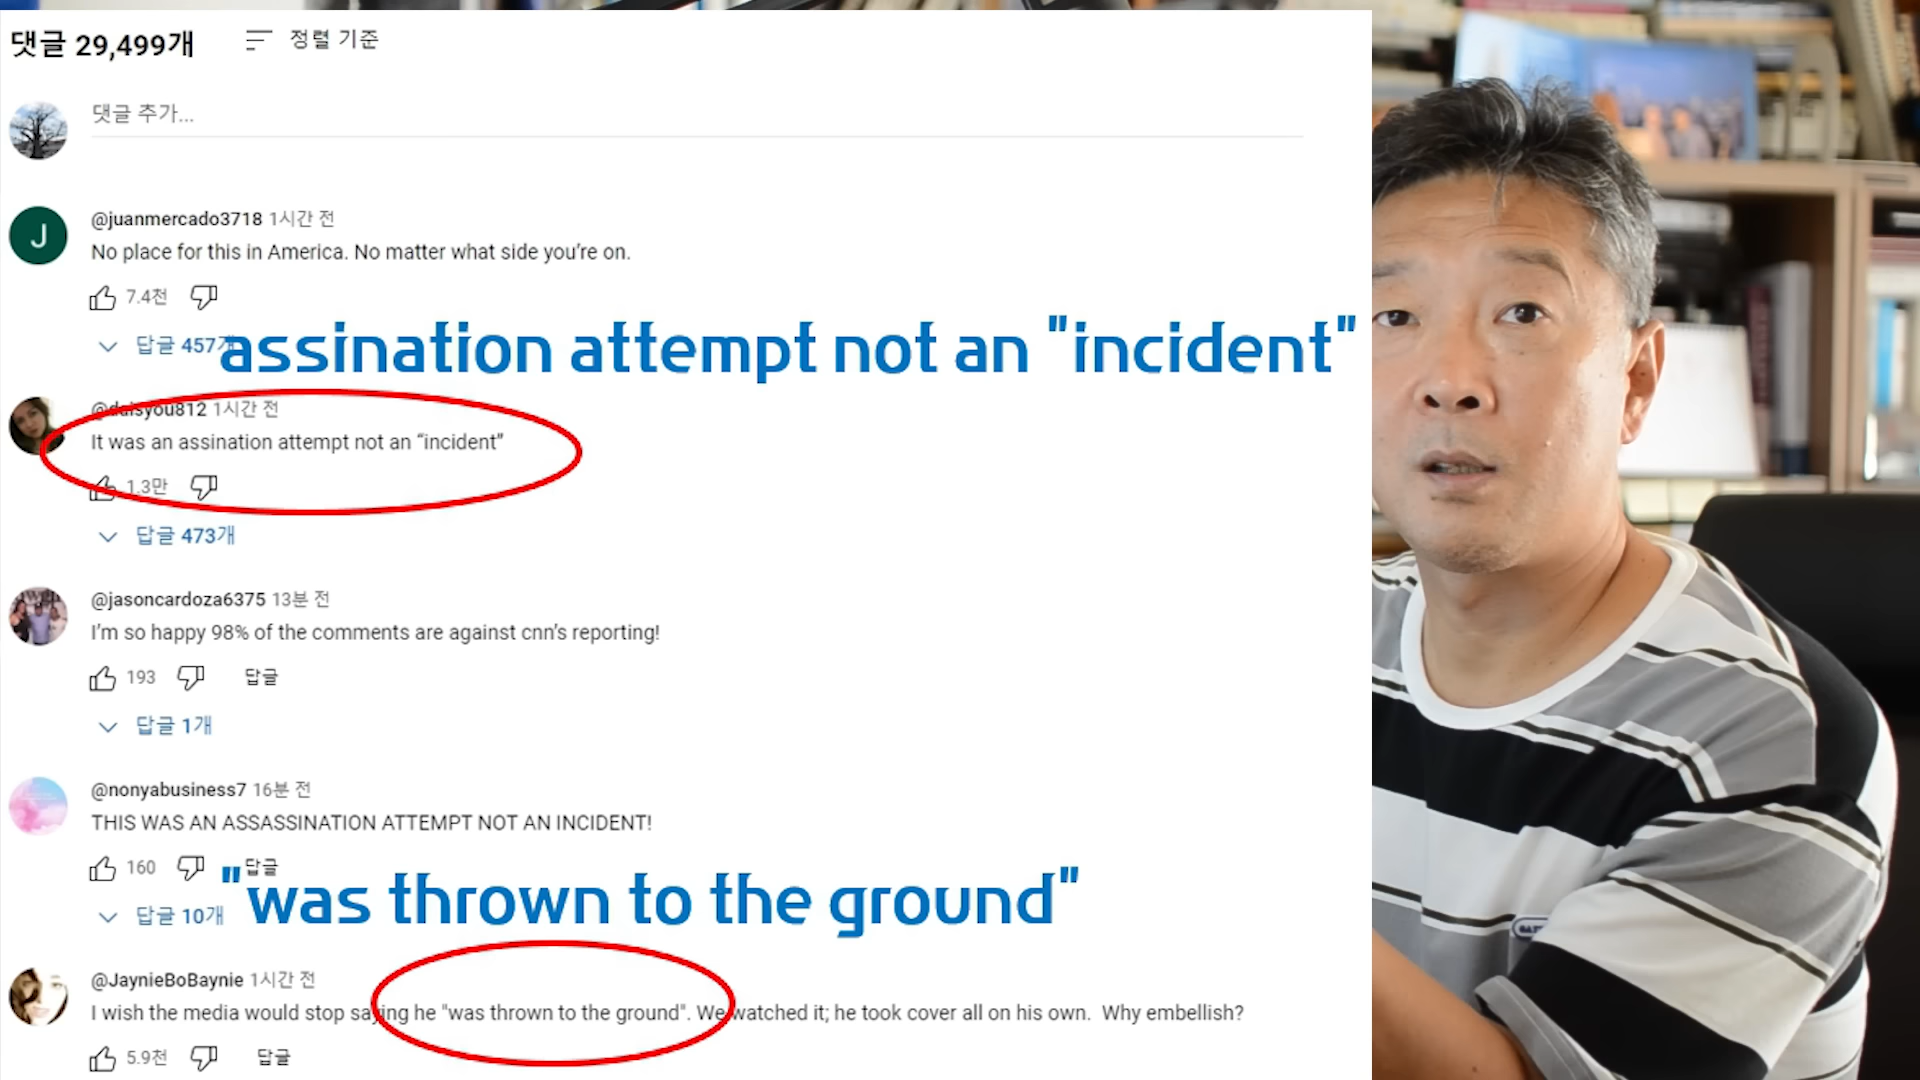 댓글 29,499개 정렬 기준
댓글 추가...
J
@juanmercado3718 1시간 전
No place for this in America. No matter what side you're on.
7.4천
답글 457개
assination attempt not an "incident"
@daisyou812 1시간 전
It was an assination attempt not an “incident”
1.3만
답글 473개
@jasoncardoza6375 13분 전
I'm so happy 98% of the comments are against cnn's reporting!
193 답글
답글 1개
@nonyabusiness7 16분 전
THIS WAS AN ASSASSINATION ATTEMPT NOT AN INCIDENT!
160 답글
답글 10개
"was thrown to the ground"
@JaynieBoBaynie 1시간 전
I wish the media would stop saying he "was thrown to the ground". We watched it; he took cover all on his own. Why embellish?
5.9천 답글